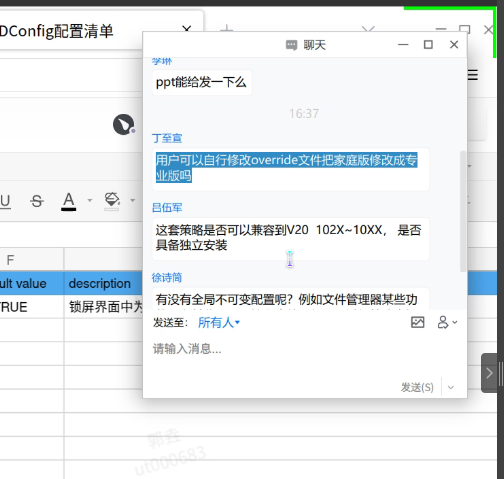 DConfig配置清单
聊天
李琳
ppt能给发一下么
16:37
丁至宣
用户可以自行修改override文件把家庭版修改成专
业版吗
吕伍军
这套策略是否可以兼容到V20 102X~10XX, 是否
具备独立安装
徐诗简
有没有全局不可变配置呢？例如文件管理器某些功
发送至： 所有人
请输入消息...
发送(S)
U S A
F
ult value description
RUE 锁屏界面中为
ut000683